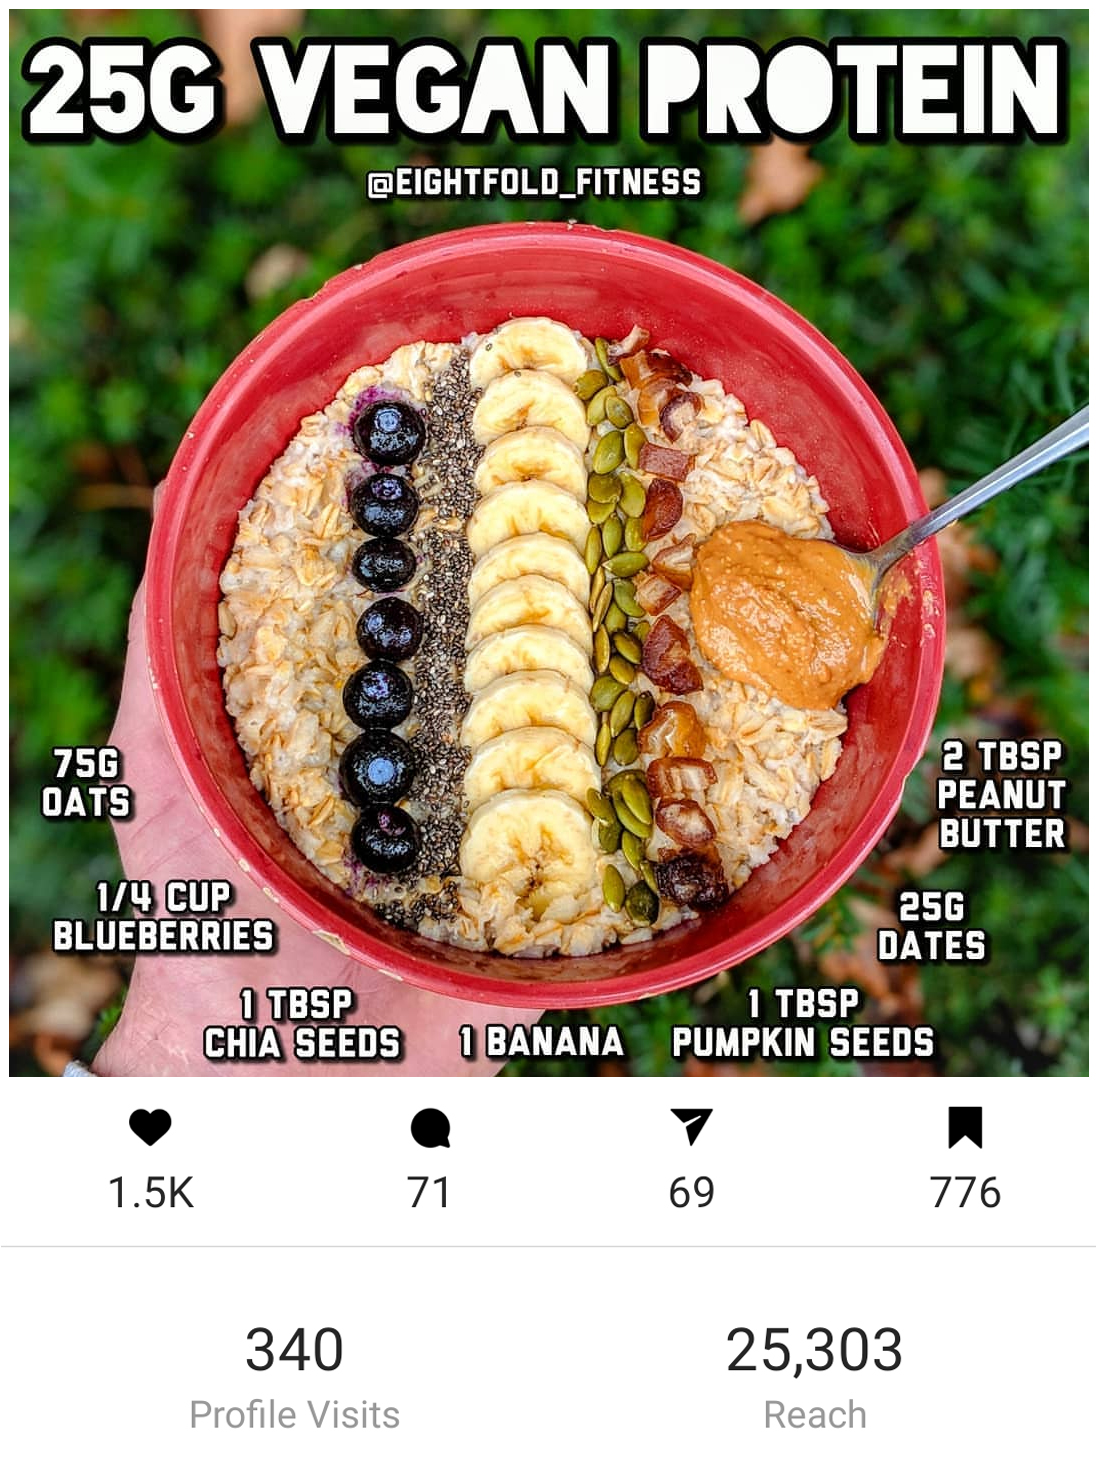 25G VEGAN PROTEIN
@EIGHTFOLD_FITNESS
75G
OATS
2 TBSP
PEANUT
BUTTER
1/4 CUP
BLUEBERRIES
25G
DATES
1 TBSP
CHIA SEEDS
1 BANANA
1 TBSP
PUMPKIN SEEDS
1.5K
71
69
776
340
Profile Visits
25,303
Reach